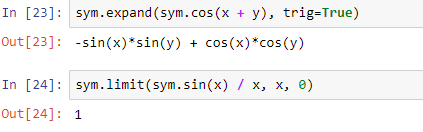 In [23]: sym.expand(sym.cos(x + y), trig=True)
Out[23]: -sin(x)*sin(y) + cos(x)*cos(y)
In [24]: sym.limit(sym.sin(x) / x, x, 0)
Out[24]: 1